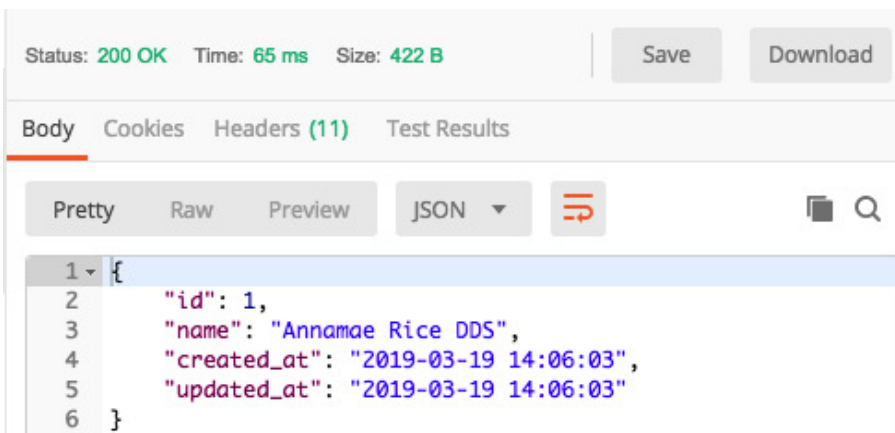 Status: 200 OK Time: 65 ms Size: 422 B Save Download
Body Cookies Headers (11) Test Results
Pretty Raw Preview JSON
1 {
2 "id": 1,
3 "name": "Annamae Rice DDS",
4 "created_at": "2019-03-19 14:06:03",
5 "updated_at": "2019-03-19 14:06:03"
6 }